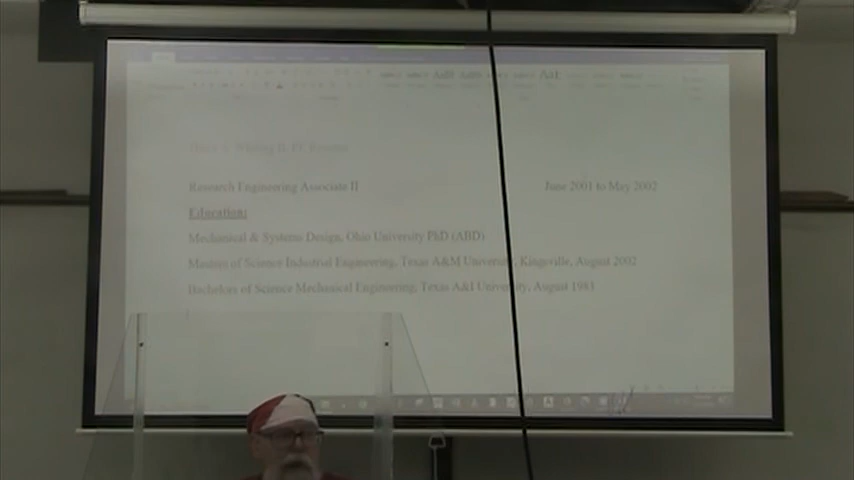 Research Engineering Associate II June 2001 to May 2002
Education:
Mechanical & Systems Design, Ohio University PhD (ABD)
Masters of Science Industrial Engineering, Texas A&M University, Kingsville, August 2002
Bachelors of Science Mechanical Engineering, Texas A&I University, August 1983